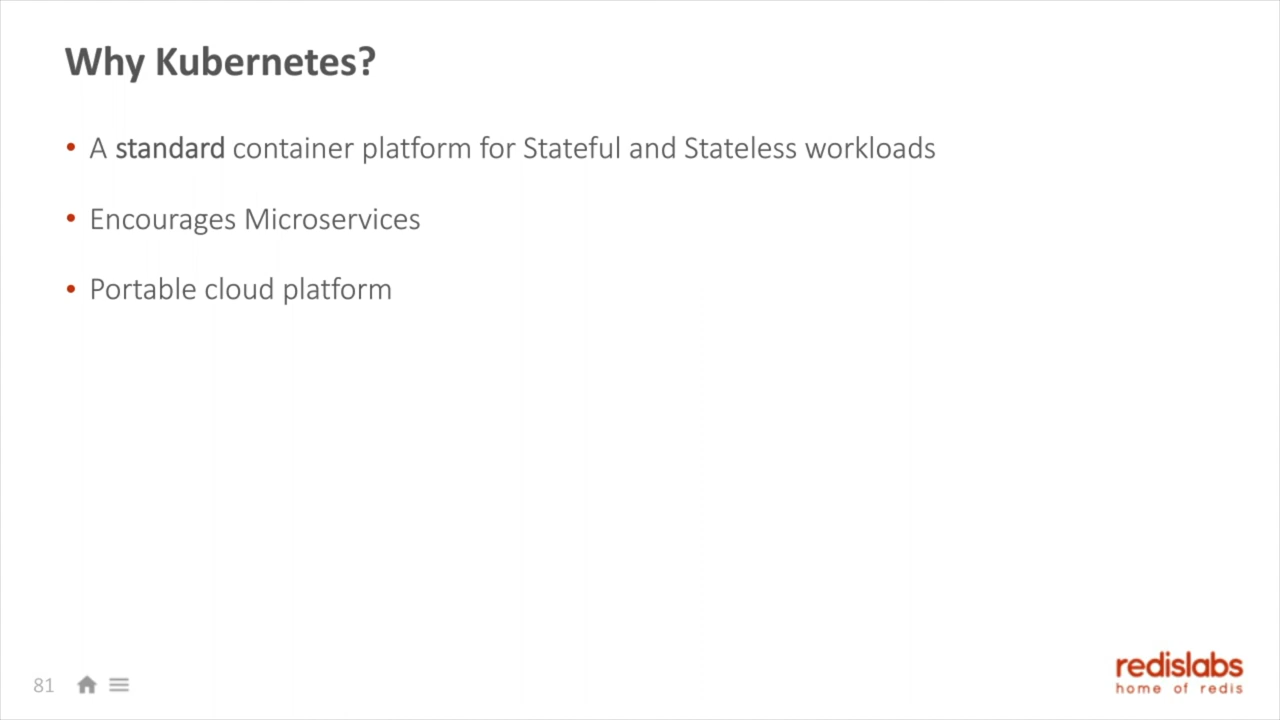 Why Kubernetes?
• A standard container platform for Stateful and Stateless workloads
• Encourages Microservices
• Portable cloud platform
81
redislabs
home of redis